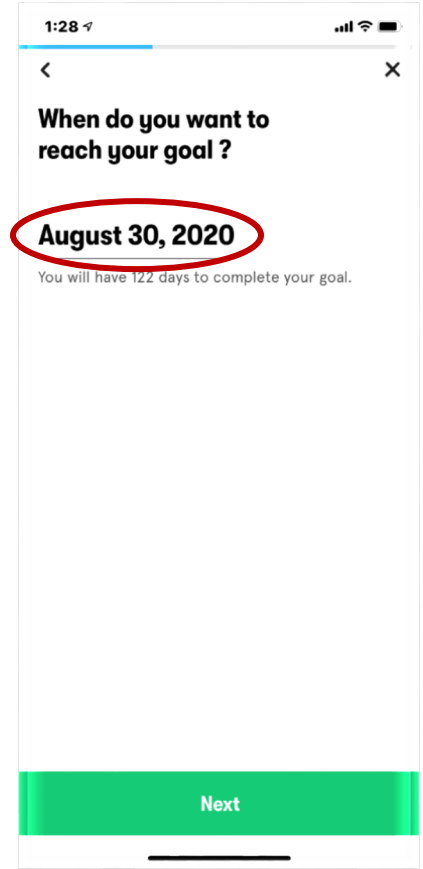 1:28
When do you want to
reach your goal ?
August 30, 2020
You will have 122 days to complete your goal.
Next